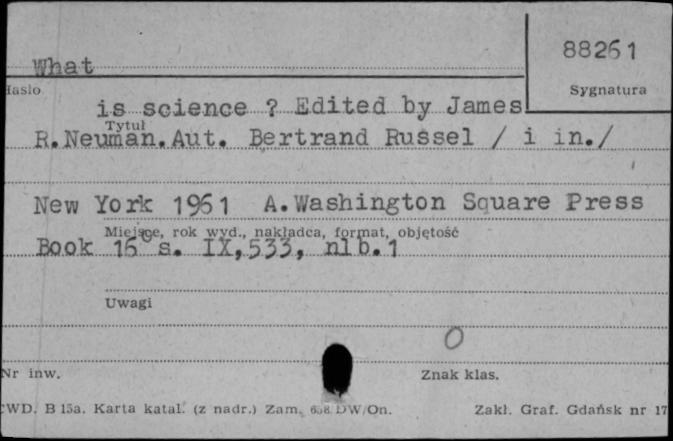 88261
What
Hasło
Sygnatura
is science ? Edited by James
Tytuł
R.Neuman.Aut. Bertrand Russel / i in./
New York 1961 A.Washington Square Press
Miejsce, rok wyd., nakładca, format, objętość
Book 16° s. IX,533, nlb.1
Uwagi
0
Nr inw.
Znak klas.
CWD. B 15a. Karta katal. (z nadr.) Zam. 658 DW/On. Zakł. Graf. Gdańsk nr 17